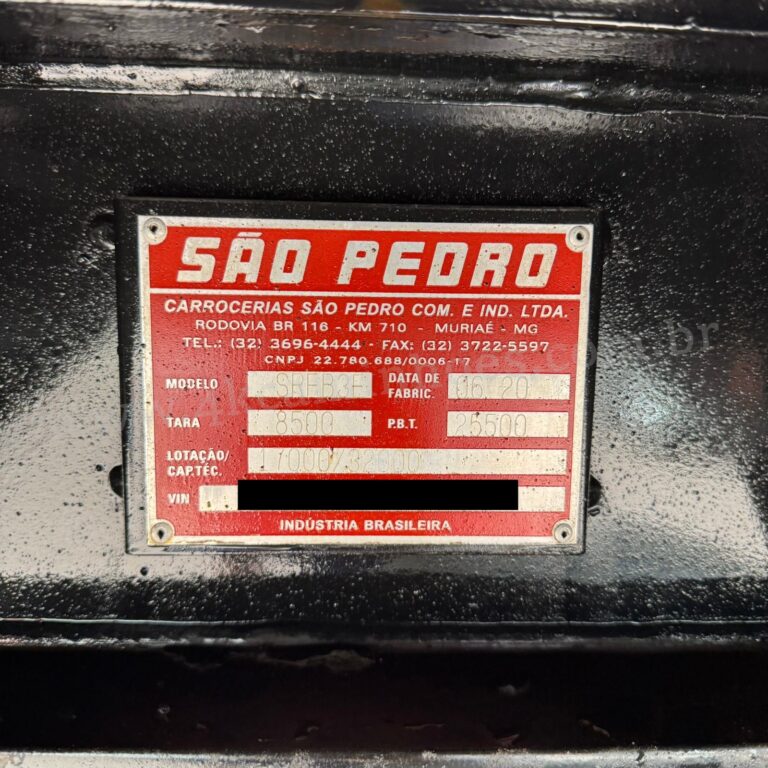 SÃO PEDRO
CARROCERIAS SÃO PEDRO COM. E IND. LTDA.
RODOVIA BR 116 - KM 710 - MURIAÉ - MG
TEL.: (32) 3696-4444 - FAX: (32) 3722-5597
CNPJ 22.780.688/0006-17
MODELO DATA DE FABRIC. 06 20
TARA 8500 P.B.T. 25500
LOTAÇÃO/
CAP.TÉC.
VIN
INDÚSTRIA BRASILEIRA